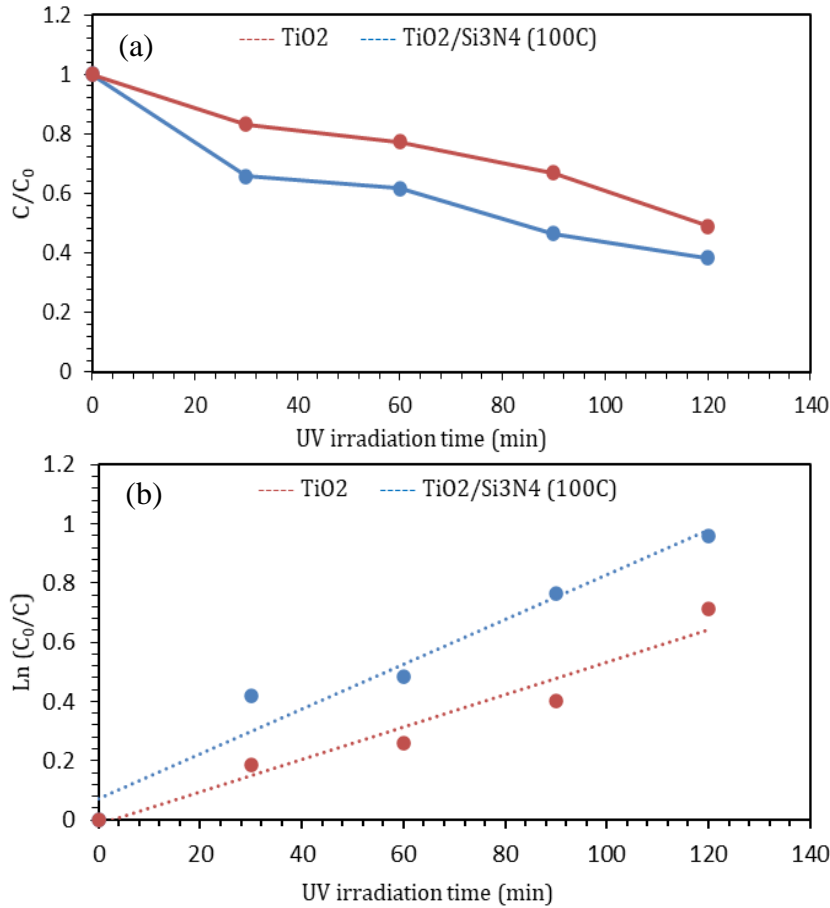 1.2
(a)
TiO2
TiO2/Si3N4 (100C)
1
0.8
0.6
0.4
0.2
0
C/C₀
0 20 40 60 80 100 120 140
UV irradiation time (min)
1.2
(b)
TiO2
TiO2/Si3N4 (100C)
1
0.8
0.6
0.4
0.2
0
Ln (C₀/C)
0 20 40 60 80 100 120 140
UV irradiation time (min)